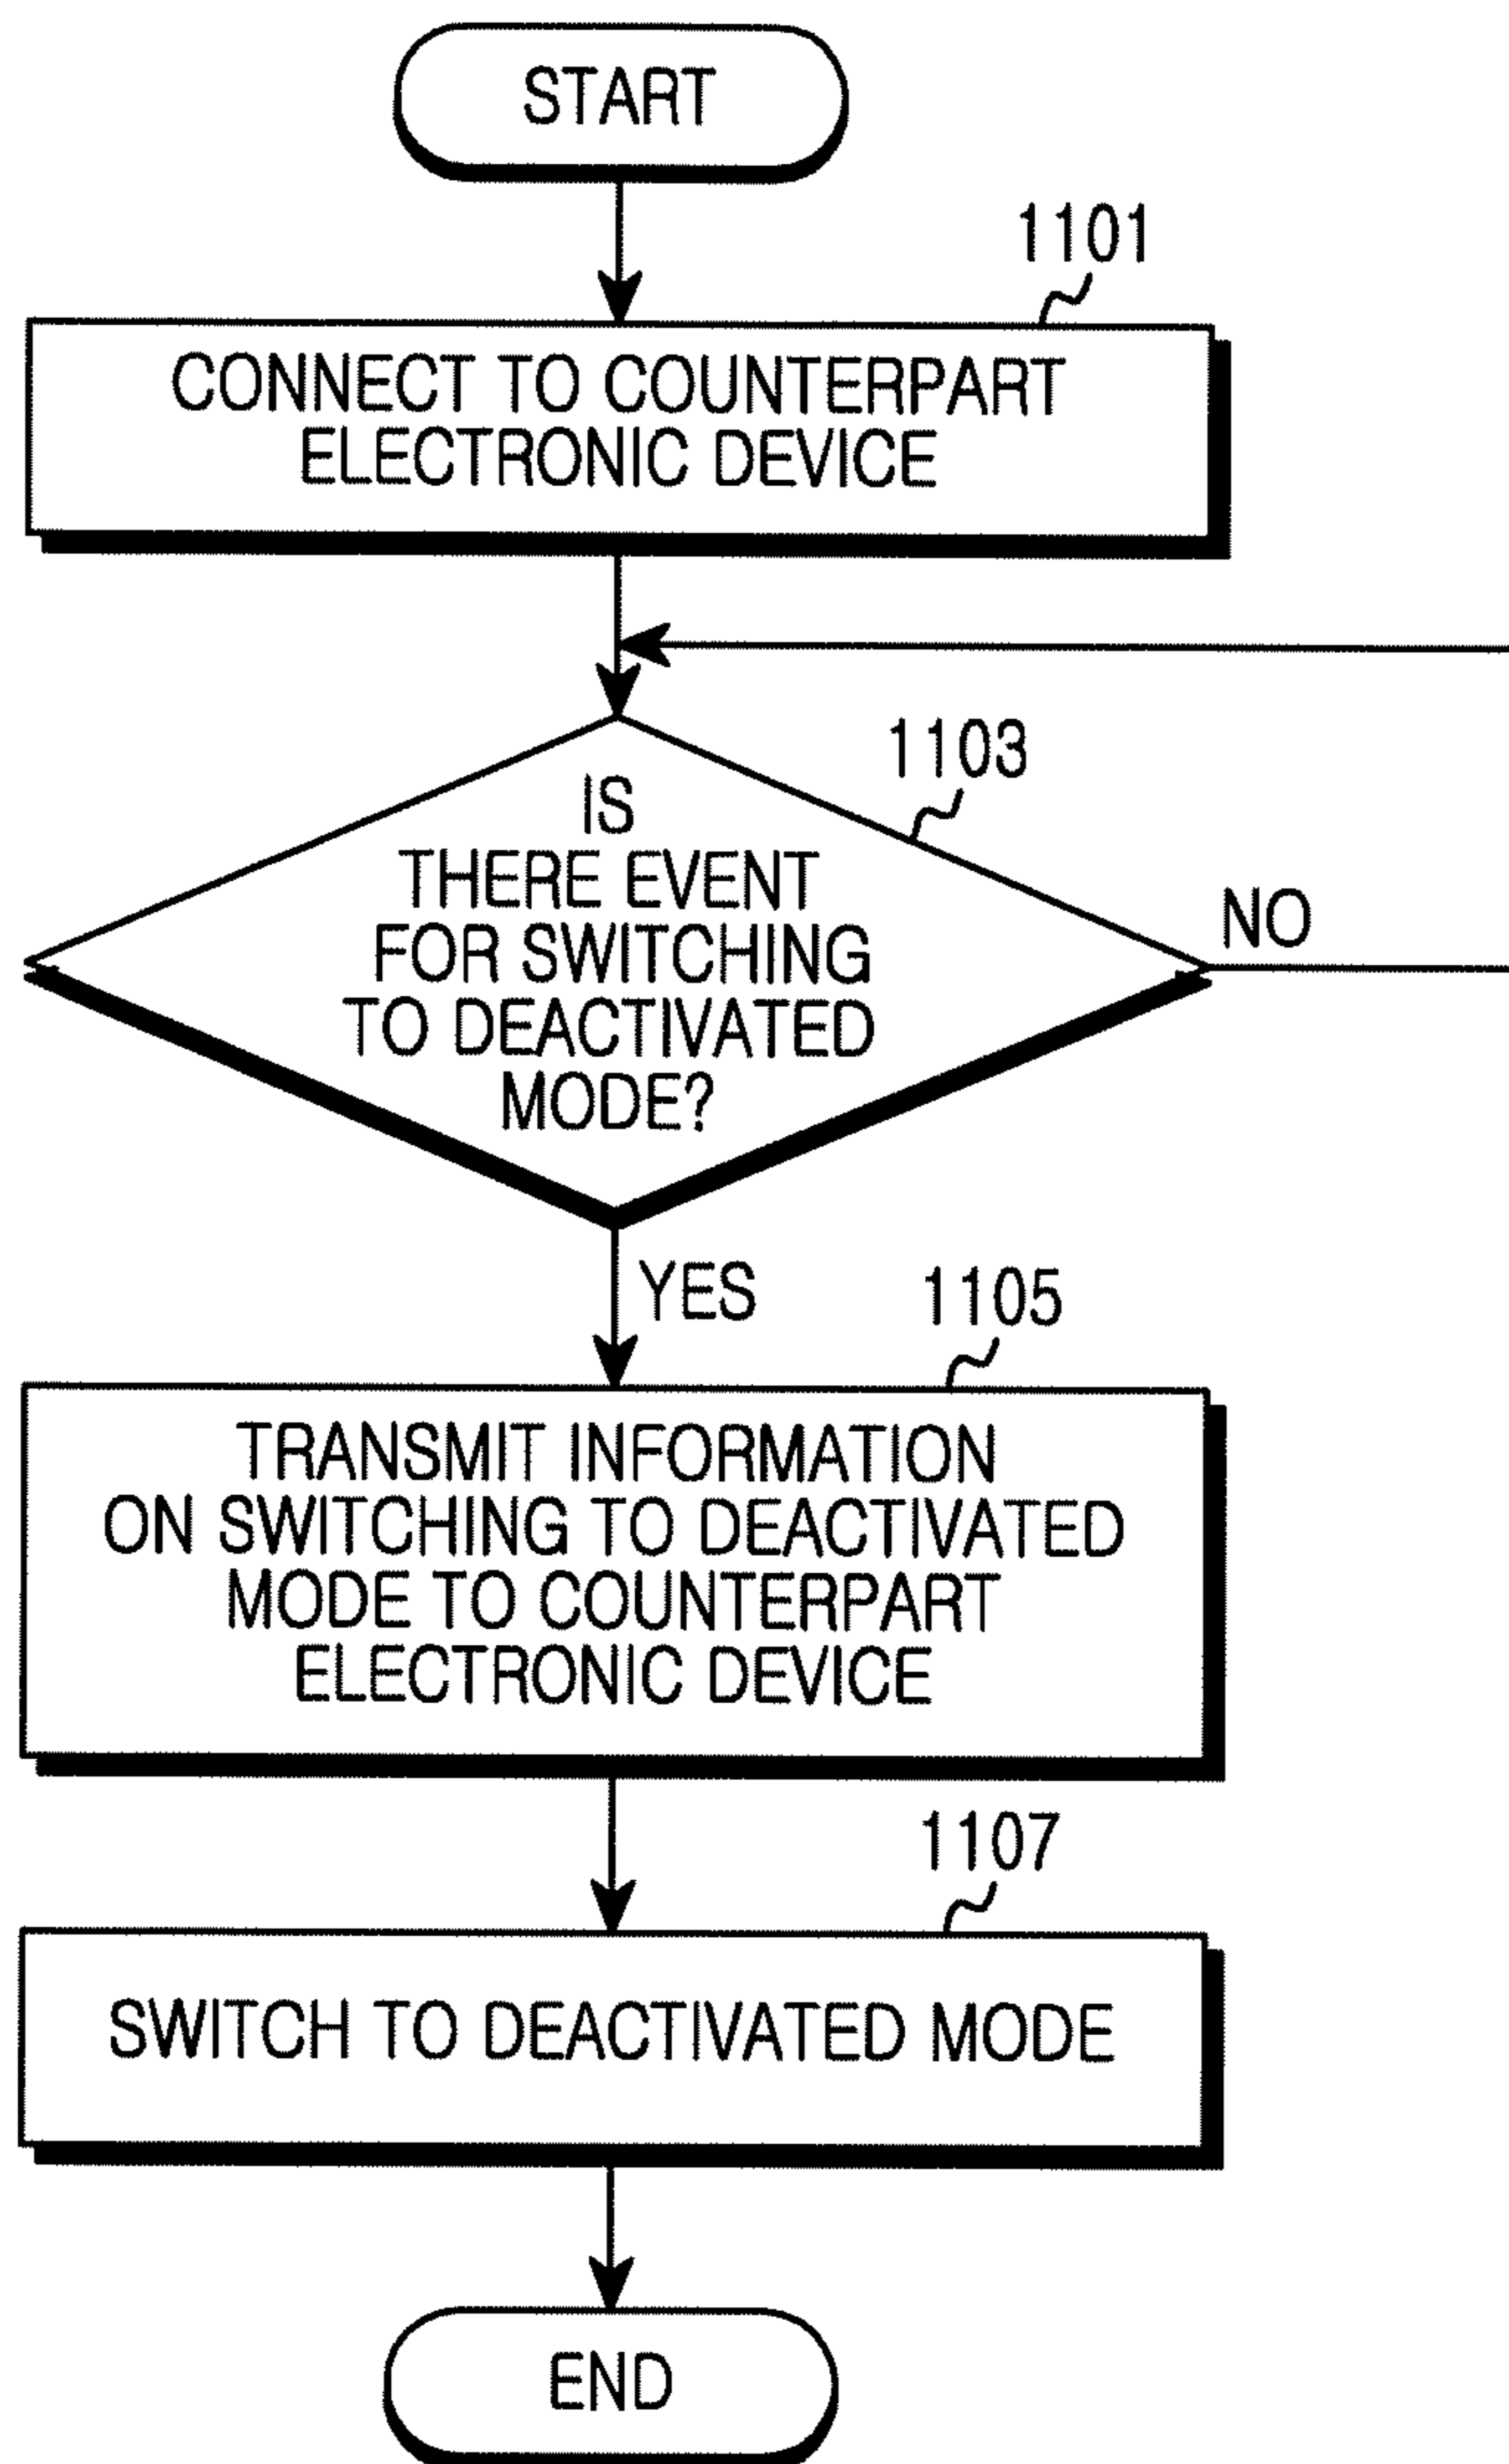 START
1101
CONNECT TO COUNTERPART
ELECTRONIC DEVICE
1103
IS
THERE EVENT
FOR SWITCHING
TO DEACTIVATED
MODE?
NO
YES
1105
TRANSMIT INFORMATION
ON SWITCHING TO DEACTIVATED
MODE TO COUNTERPART
ELECTRONIC DEVICE
1107
SWITCH TO DEACTIVATED MODE
END